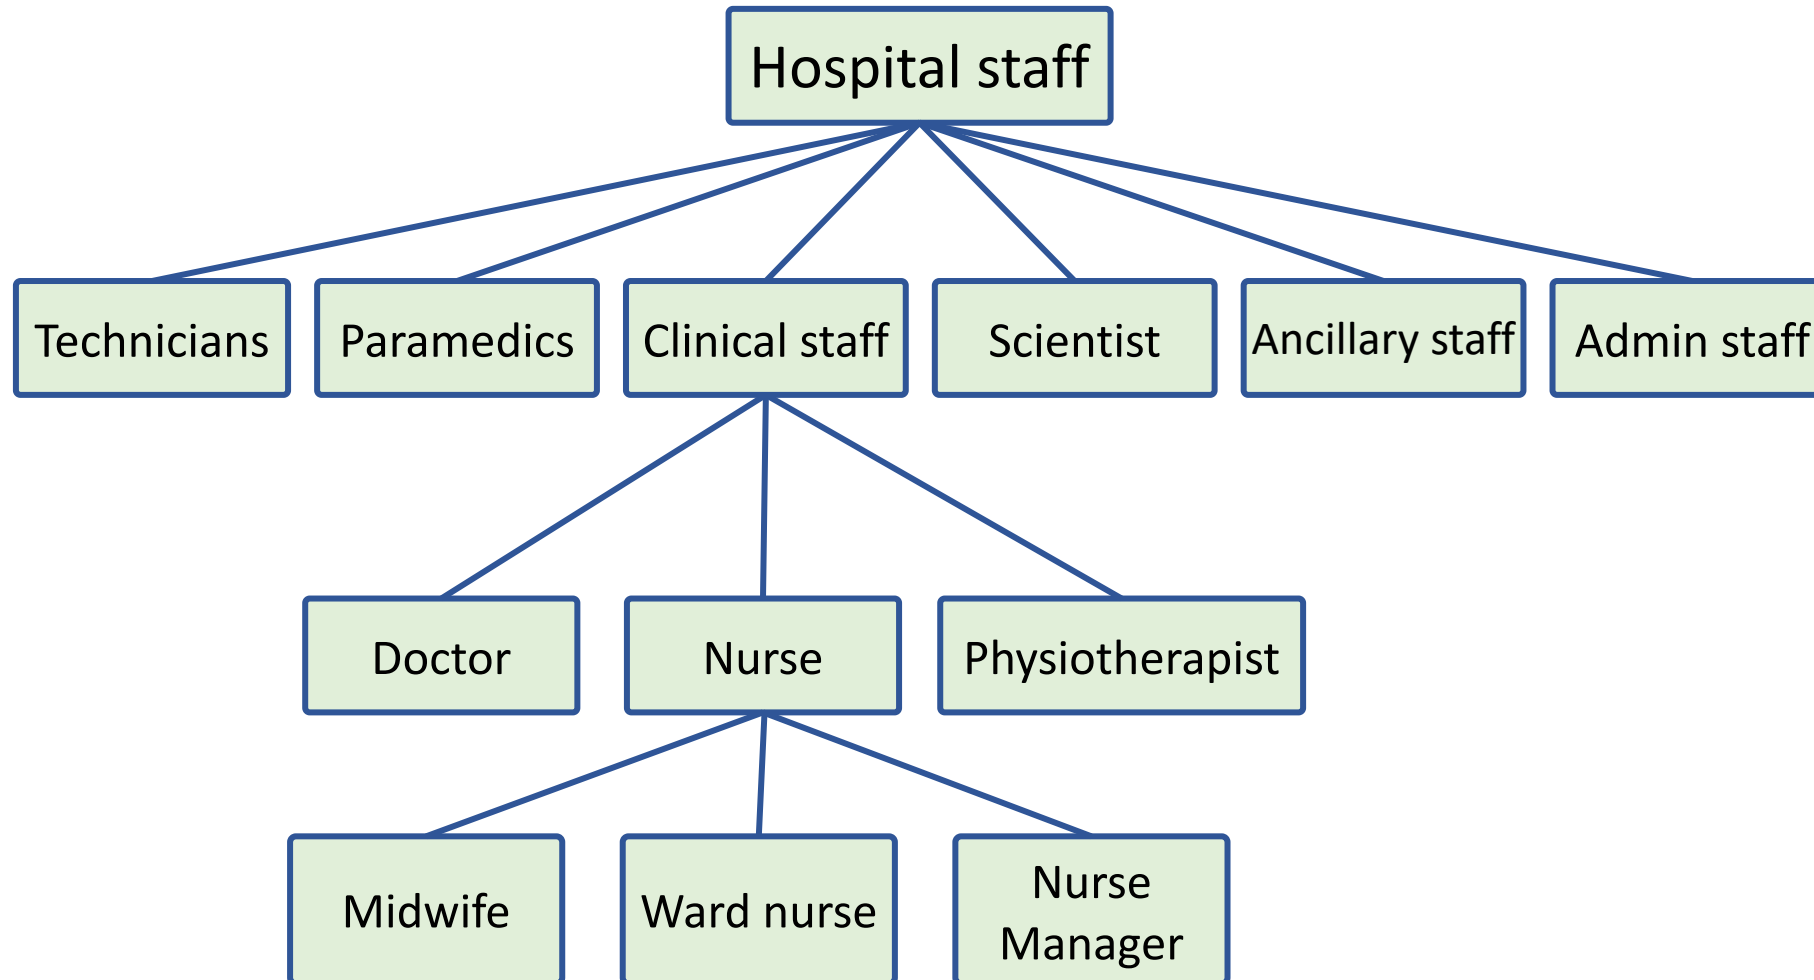 Hospital staff
Technicians
Paramedics
Clinical staff
Scientist
Ancillary staff
Admin staff
Doctor
Nurse
Physiotherapist
Midwife
Ward nurse
Nurse
Manager